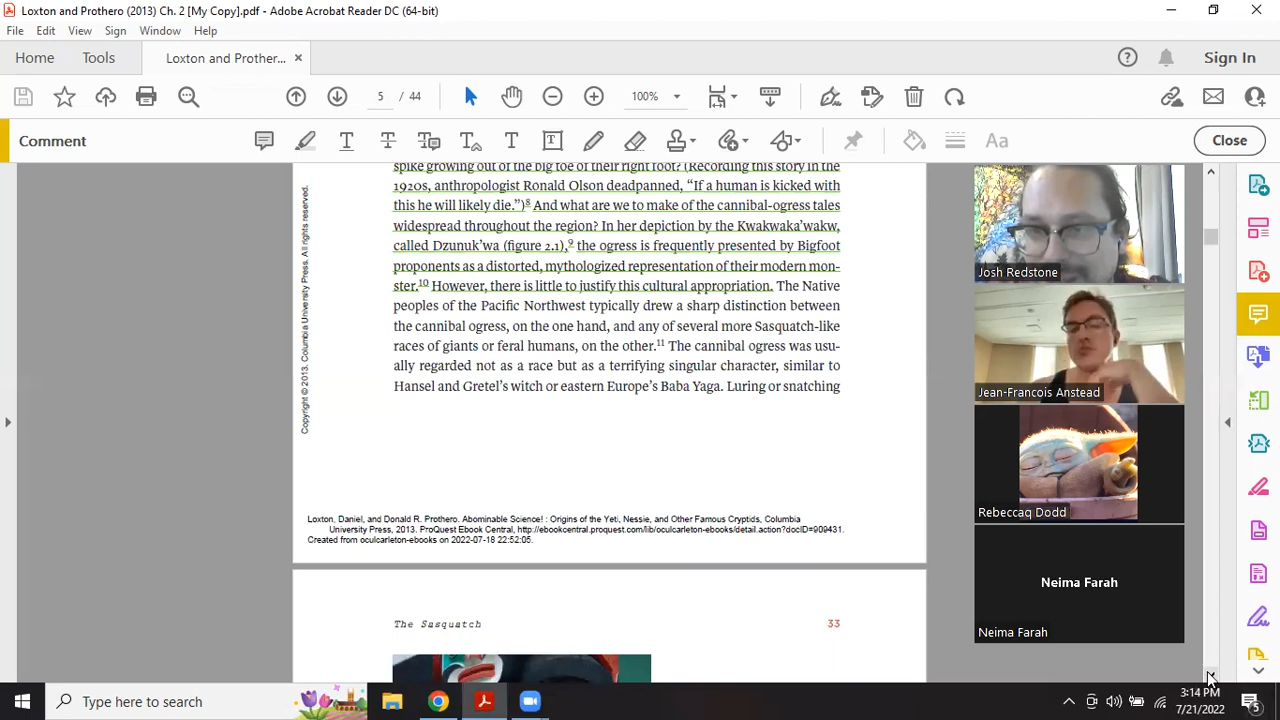 Loxton and Prothero (2013) Ch. 2 [My Copy].pdf - Adobe Acrobat Reader DC (64-bit)
File Edit View Sign Window Help
Home Tools Loxton and Prother... ×
Sign In
5 / 44
100%
Comment
Close
spike growing out of the big toe of their right foot? (Recording this story in the
1920s, anthropologist Ronald Olson deadpanned, “If a human is kicked with
this he will likely die.”)8 And what are we to make of the cannibal-ogress tales
widespread throughout the region? In her depiction by the Kwakwaka’wakw,
called Dzunuk’wa (figure 2.1),9 the ogress is frequently presented by Bigfoot
proponents as a distorted, mythologized representation of their modern mon-
ster.10 However, there is little to justify this cultural appropriation. The Native
peoples of the Pacific Northwest typically drew a sharp distinction between
the cannibal ogress, on the one hand, and any of several more Sasquatch-like
races of giants or feral humans, on the other.11 The cannibal ogress was usu-
ally regarded not as a race but as a terrifying singular character, similar to
Hansel and Gretel’s witch or eastern Europe’s Baba Yaga. Luring or snatching
Copyright © 2013. Columbia University Press. All rights reserved.
Loxton, Daniel, and Donald R. Prothero. Abominable Science! : Origins of the Yeti, Nessie, and Other Famous Cryptids, Columbia
University Press, 2013. ProQuest Ebook Central, http://ebookcentral.proquest.com/lib/oculcarleton-ebooks/detail.action?docID=909431.
Created from oculcarleton-ebooks on 2022-07-18 22:52:05.
The Sasquatch 33
Josh Redstone
Jean-Francois Anstead
Rebeccaq Dodd
Neima Farah
Neima Farah
Type here to search
3:14 PM
7/21/2022
5